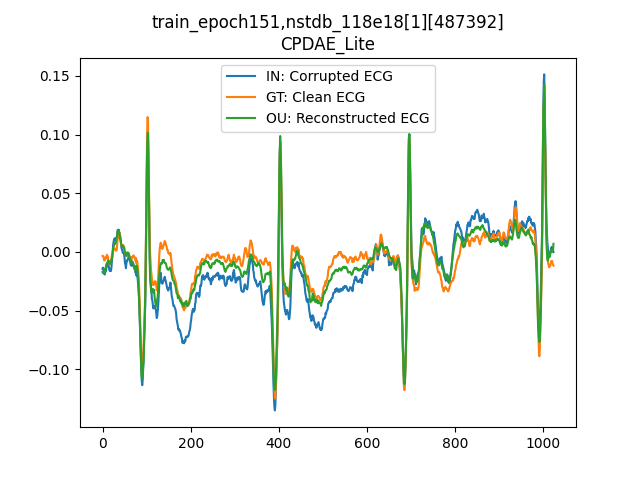 train_epoch151,nstdb_118e18[1][487392]
CPDAE_Lite
IN: Corrupted ECG
GT: Clean ECG
OU: Reconstructed ECG
0.15
0.10
0.05
0.00
−0.05
−0.10
0 200 400 600 800 1000